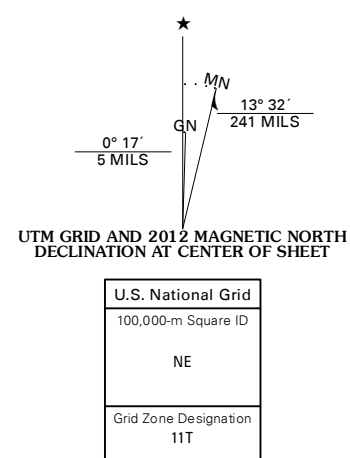 ★
MN
GN
13° 32´
241 MILS
0° 17´
5 MILS
UTM GRID AND 2012 MAGNETIC NORTH
DECLINATION AT CENTER OF SHEET
U.S. National Grid
100,000-m Square ID
NE
Grid Zone Designation
11T